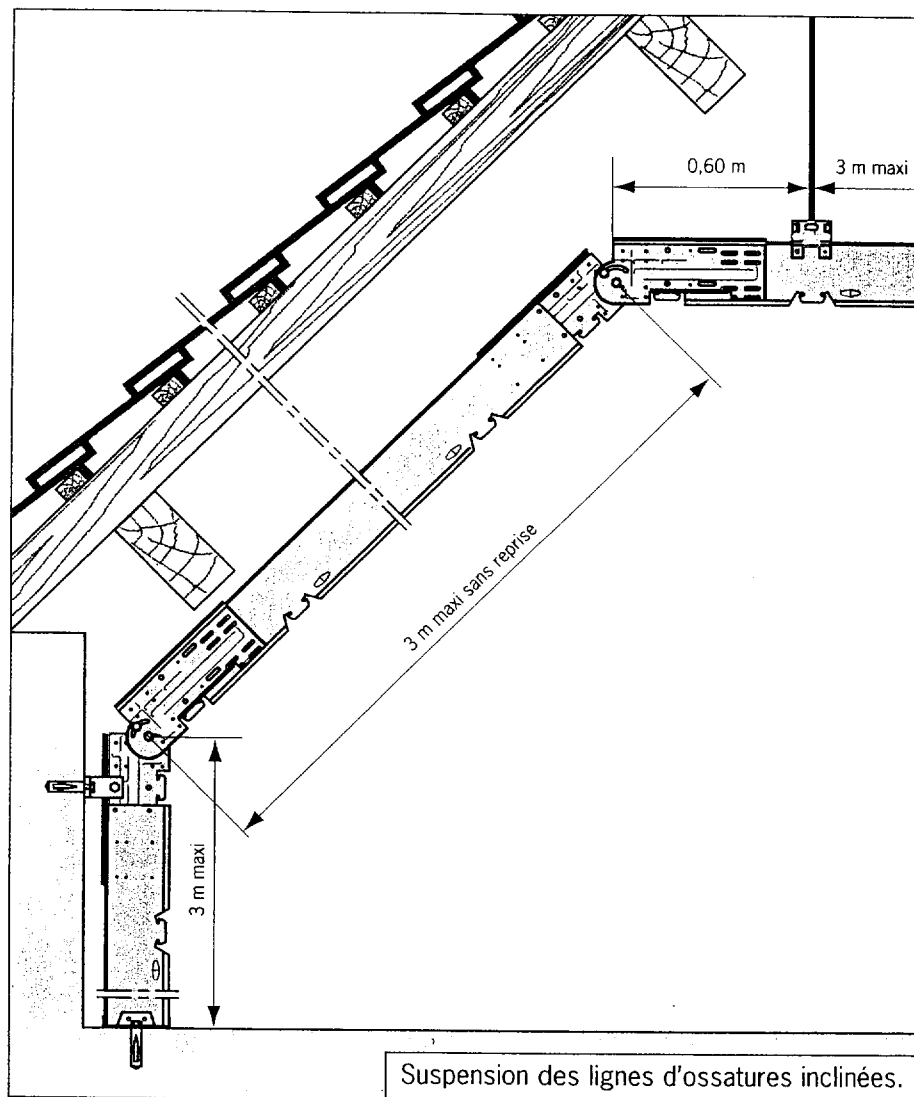 0,60 m
3 m maxi
3 m maxi sans reprise
3 m maxi
Suspension des lignes d'ossatures inclinées.